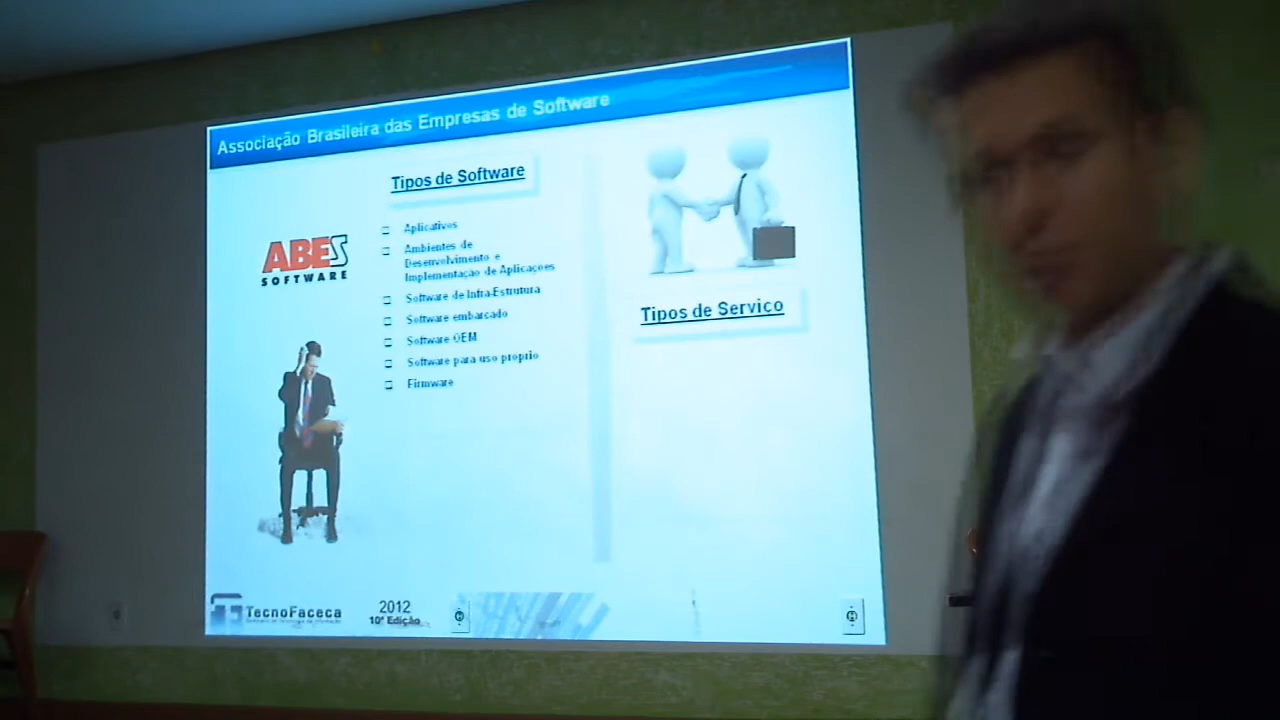 Associação Brasileira das Empresas de Software
Tipos de Software
ABES
SOFTWARE
Aplicativos
Ambientes de
Desenvolvimento e
Implementação de Aplicações
Software de Infra-Estrutura
Software embarcado
Software OEM
Software para uso proprio
Firmware
Tipos de Servico
TecnoFaceca
2012
10ª Edição